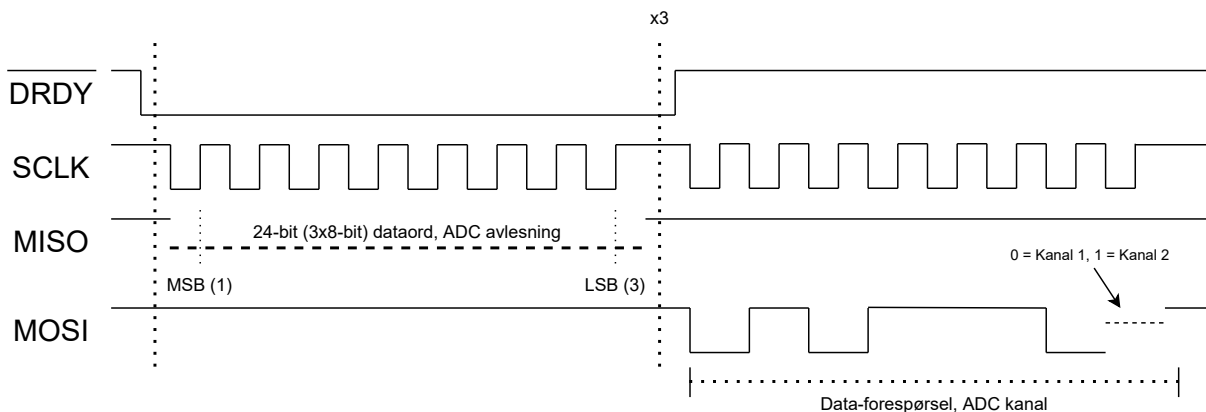 x3
DRDY
SCLK
MISO
24-bit (3x8-bit) dataord, ADC avlesning
0 = Kanal 1, 1 = Kanal 2
MSB (1)
LSB (3)
MOSI
Data-forespørsel, ADC kanal